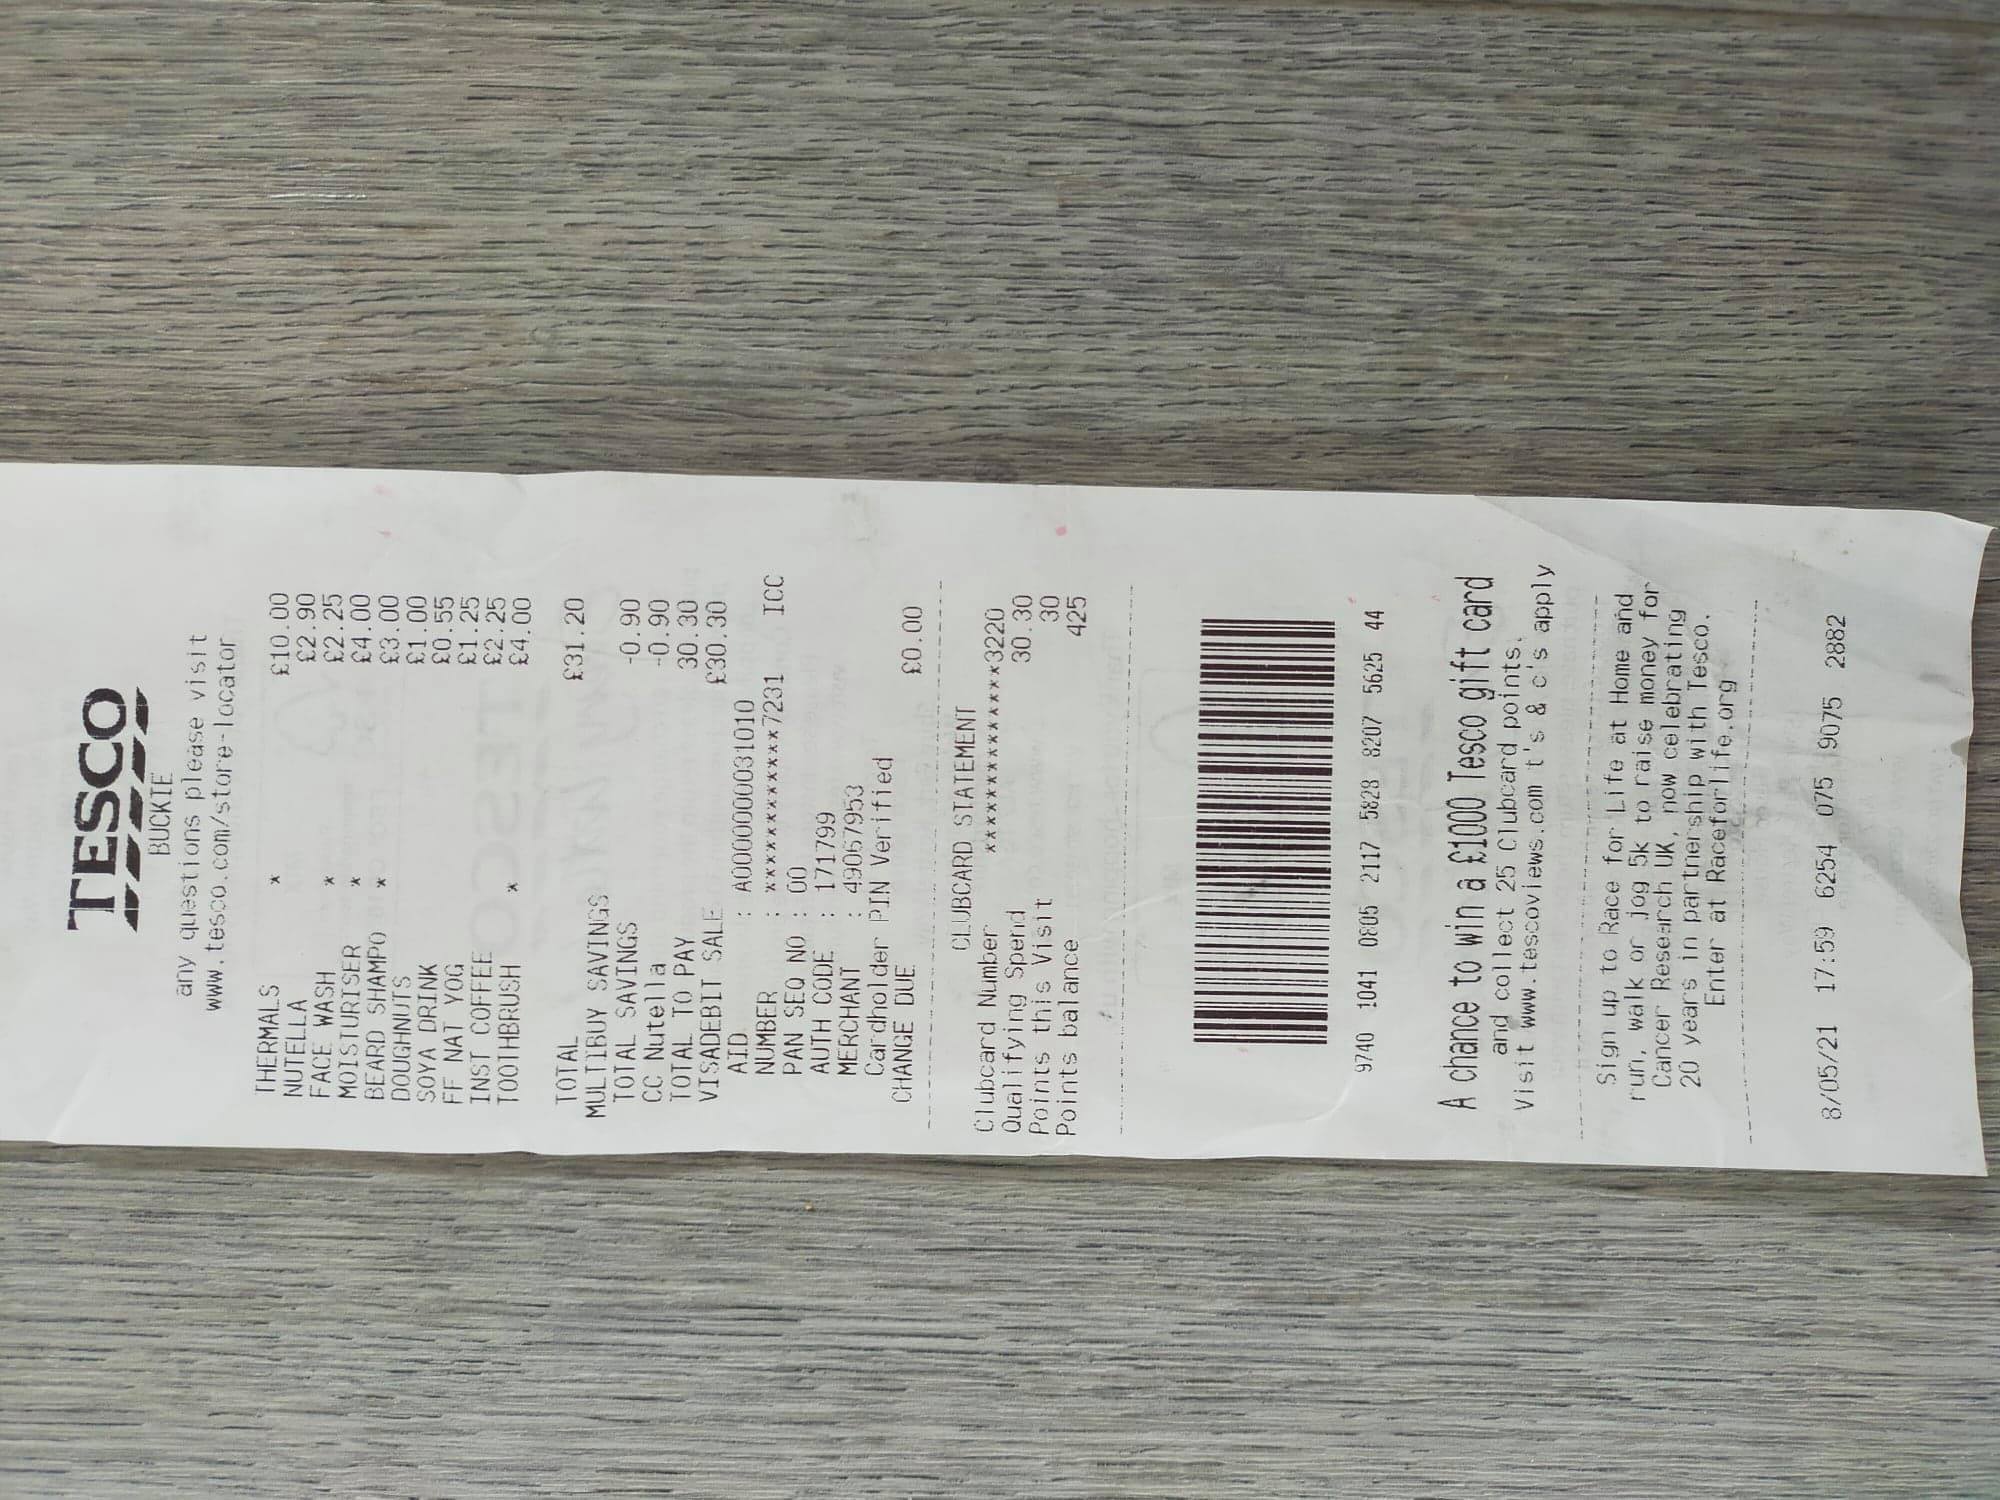 TESCO
BUCKIE
any questions please visit
www.tesco.com/store-locator
THERMALS * £10.00
NUTELLA £2.90
FACE WASH * £2.25
MOISTURISER * £4.00
BEARD SHAMPO * £3.00
DOUGHNUTS £1.00
SOYA DRINK £0.55
FF NAT YOG £1.25
INST COFFEE £2.25
TOOTHBRUSH * £4.00
TOTAL £31.20
MULTIBUY SAVINGS
TOTAL SAVINGS -0.90
CC Nutella -0.90
TOTAL TO PAY 30.30
VISADEBIT SALE £30.30
AID : A0000000031010
NUMBER : ************7231 ICC
PAN SEQ NO : 00
AUTH CODE : 171799
MERCHANT : 49067953
Cardholder PIN Verified
CHANGE DUE £0.00
CLUBCARD STATEMENT
Clubcard Number **************3220
Qualifying Spend 30.30
Points this Visit 30
Points balance 425
9740 1041 0805 2117 5828 8207 5625 44
A chance to win a £1000 Tesco gift card
and collect 25 Clubcard points.
Visit www.tescoviews.com t's & c's apply
Sign up to Race for Life at Home and
run, walk or jog 5k to raise money for
Cancer Research UK, now celebrating
20 years in partnership with Tesco.
Enter at Raceforlife.org
8/05/21 17:59 6254 075 9075 2882